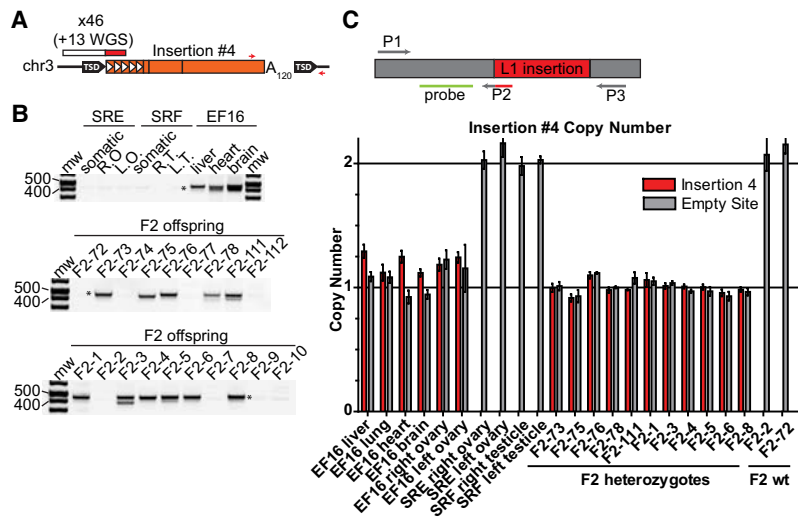 A
x46
(+13 WGS)
Insertion #4
chr3
TSD
A120
TSD
B
SRE
SRF
EF16
mw
somatic
R.O.
L.O.
somatic
R.T.
L.T.
liver
heart
brain
mw
500
400
*
F2 offspring
mw
F2-72
F2-73
F2-74
F2-75
F2-76
F2-77
F2-78
F2-111
F2-112
500
400
*
F2 offspring
mw
F2-1
F2-2
F2-3
F2-4
F2-5
F2-6
F2-7
F2-8
F2-9
F2-10
500
400
*
C
P1
L1 insertion
probe
P2
P3
Insertion #4 Copy Number
Copy Number
2
1
0
Insertion 4
Empty Site
EF16 liver
EF16 lung
EF16 heart
EF16 brain
EF16 right ovary
EF16 left ovary
SRE right ovary
SRE left ovary
SRF right testicle
SRF left testicle
F2-73
F2-75
F2-76
F2-78
F2-111
F2-1
F2-3
F2-4
F2-5
F2-6
F2-8
F2-2
F2-72
F2 heterozygotes
F2 wt